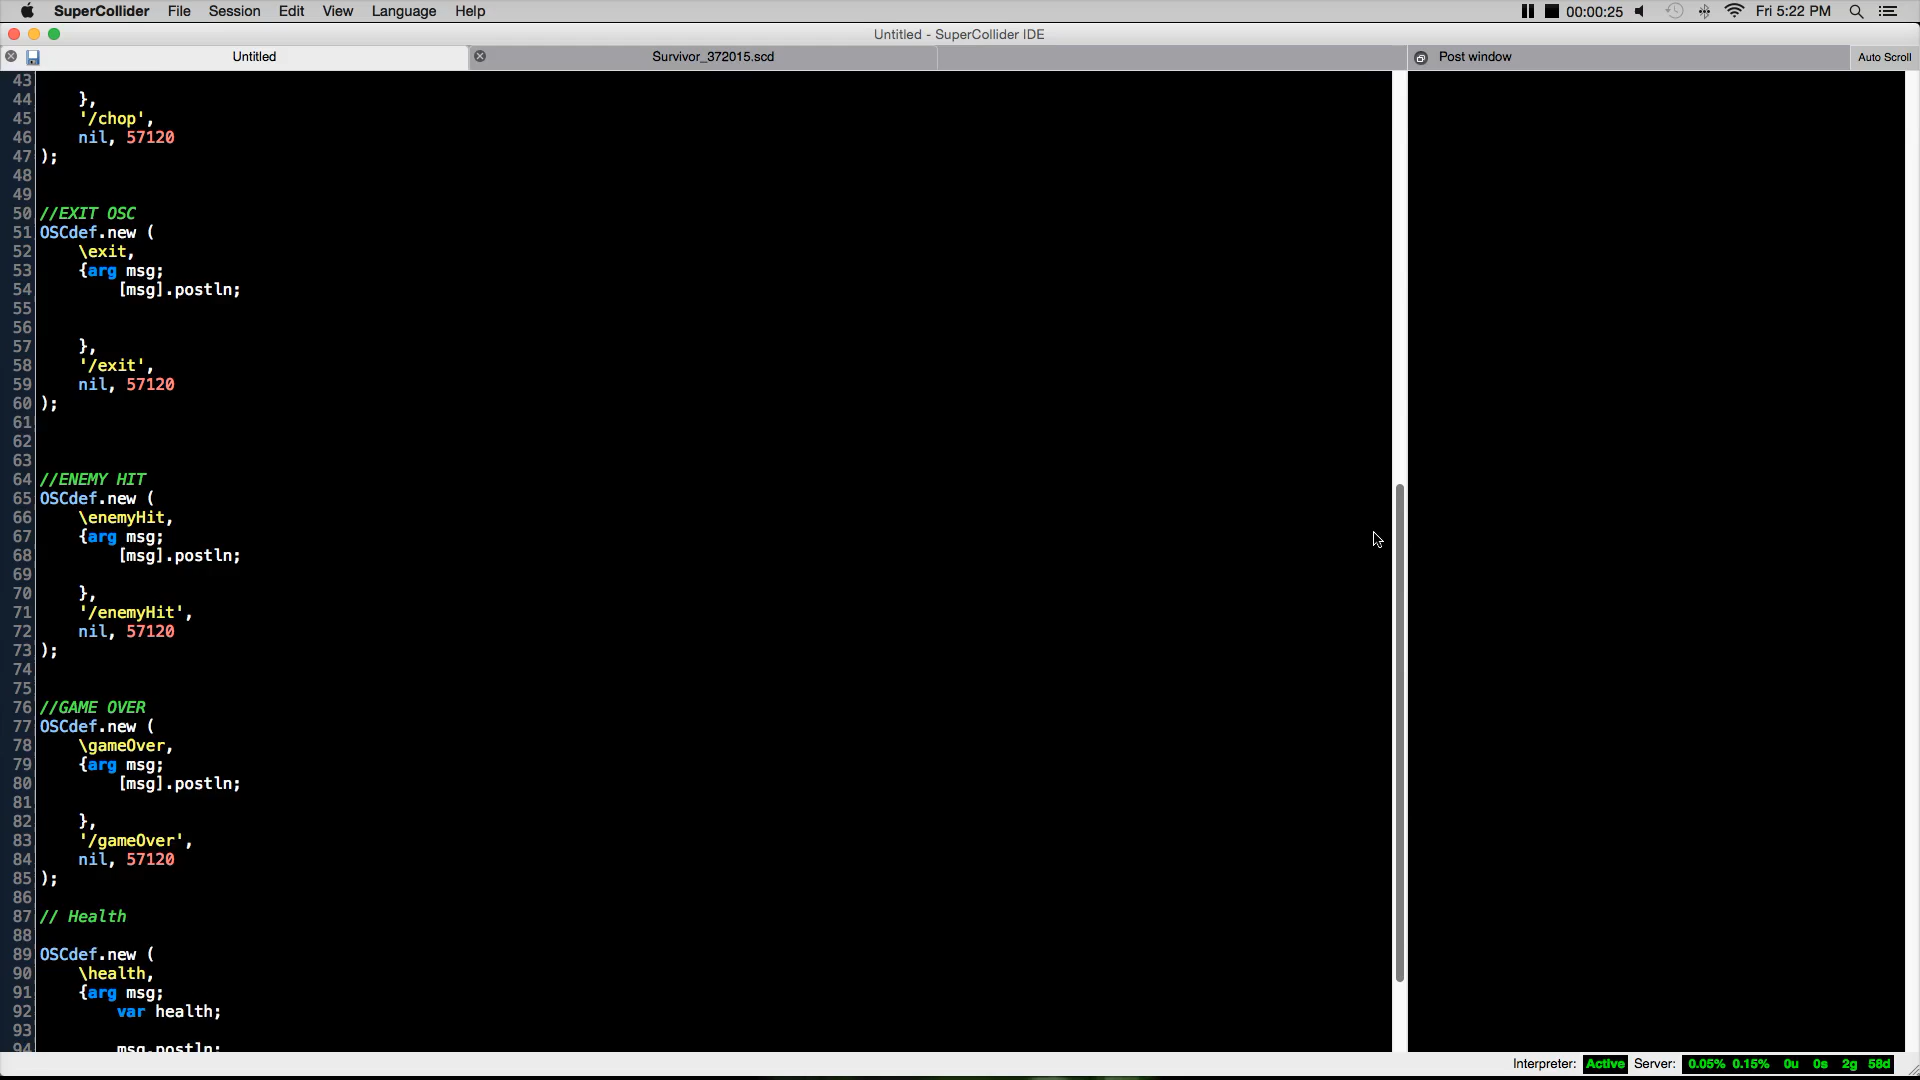 SuperCollider File Session Edit View Language Help 00:00:25 Fri 5:22 PM
Untitled - SuperCollider IDE
Untitled Survivor_372015.scd Post window Auto Scroll
43
44 },
45 '/chop',
46 nil, 57120
47 );
48
49
50 //EXIT OSC
51 OSCdef.new (
52 \exit,
53 {arg msg;
54 [msg].postln;
55
56
57 },
58 '/exit',
59 nil, 57120
60 );
61
62
63
64 //ENEMY HIT
65 OSCdef.new (
66 \enemyHit,
67 {arg msg;
68 [msg].postln;
69
70 },
71 '/enemyHit',
72 nil, 57120
73 );
74
75
76 //GAME OVER
77 OSCdef.new (
78 \gameOver,
79 {arg msg;
80 [msg].postln;
81
82 },
83 '/gameOver',
84 nil, 57120
85 );
86
87 // Health
88
89 OSCdef.new (
90 \health,
91 {arg msg;
92 var health;
93
94 msg.postln;
Interpreter: Active Server: 0.05% 0.15% 0u 0s 2g 58d